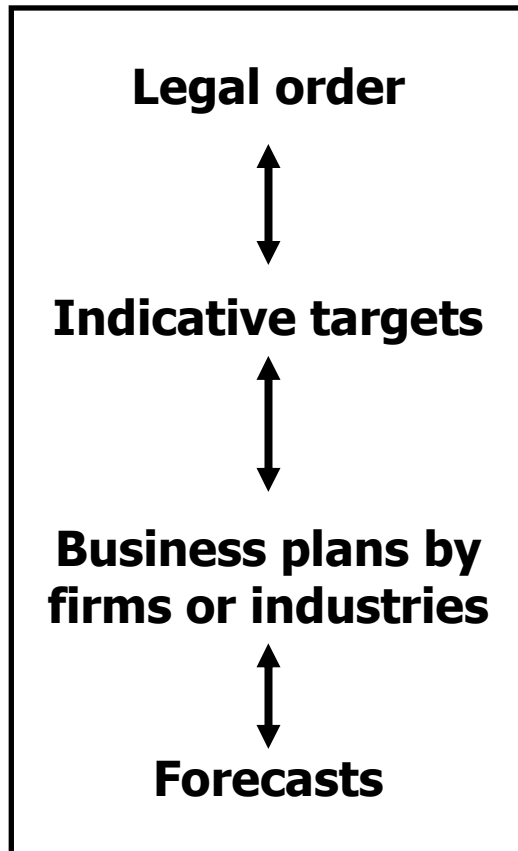 Legal order
Indicative targets
Business plans by
firms or industries
Forecasts